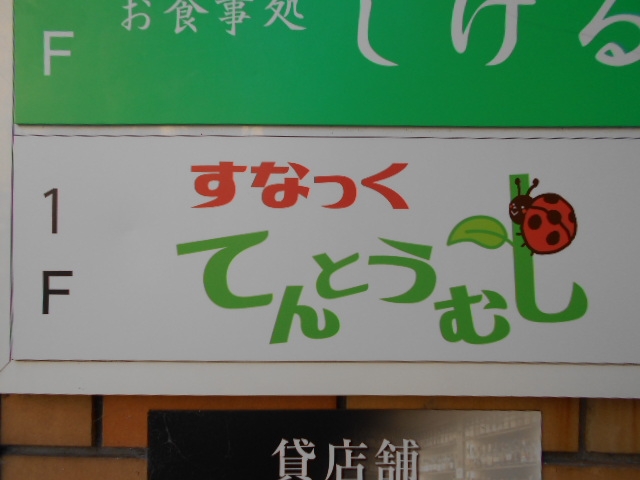 お食事処 しげる
F
1F
すなっく
てんとうむし
貸店舗